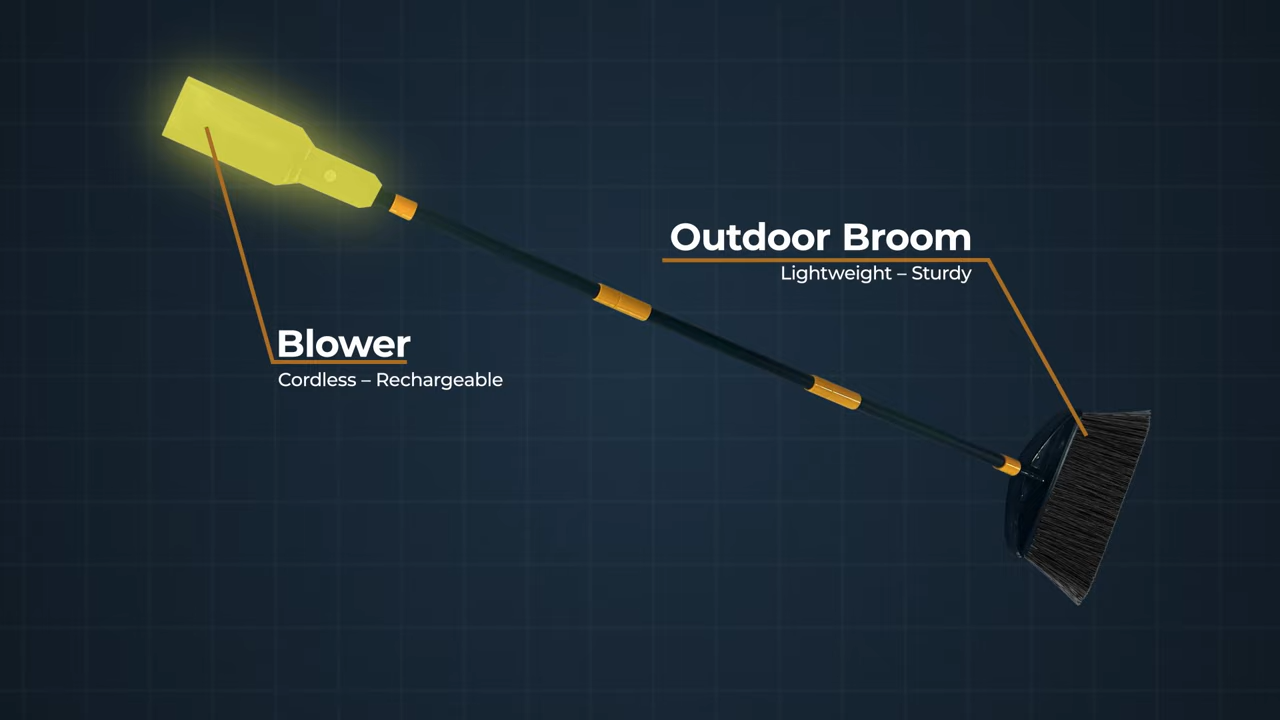 Outdoor Broom
Lightweight – Sturdy
Blower
Cordless – Rechargeable